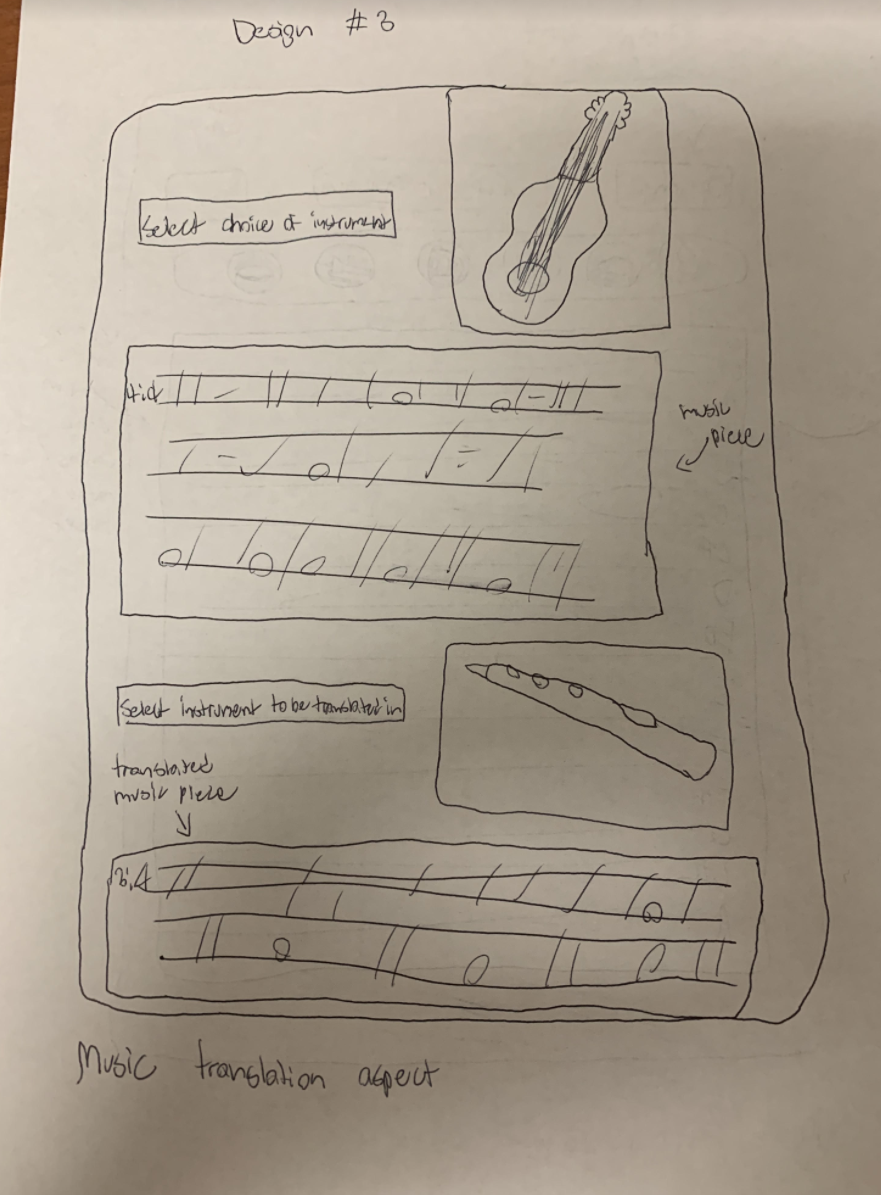 Design #3
Select choice of instrument
music
piece
Select instrument to be translated in
translated
music piece
Music translation aspect